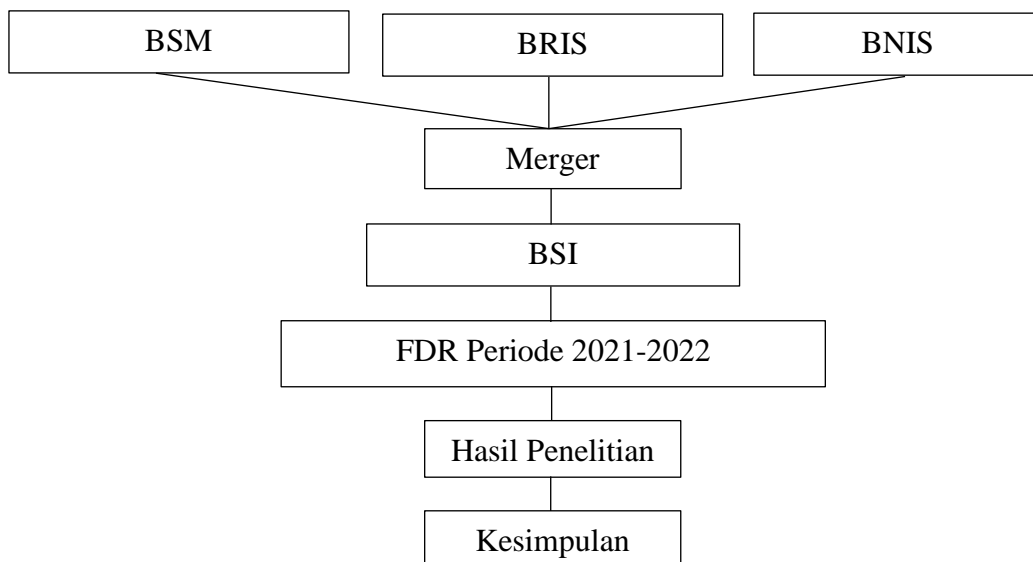 BSM
BRIS
BNIS
Merger
BSI
FDR Periode 2021-2022
Hasil Penelitian
Kesimpulan